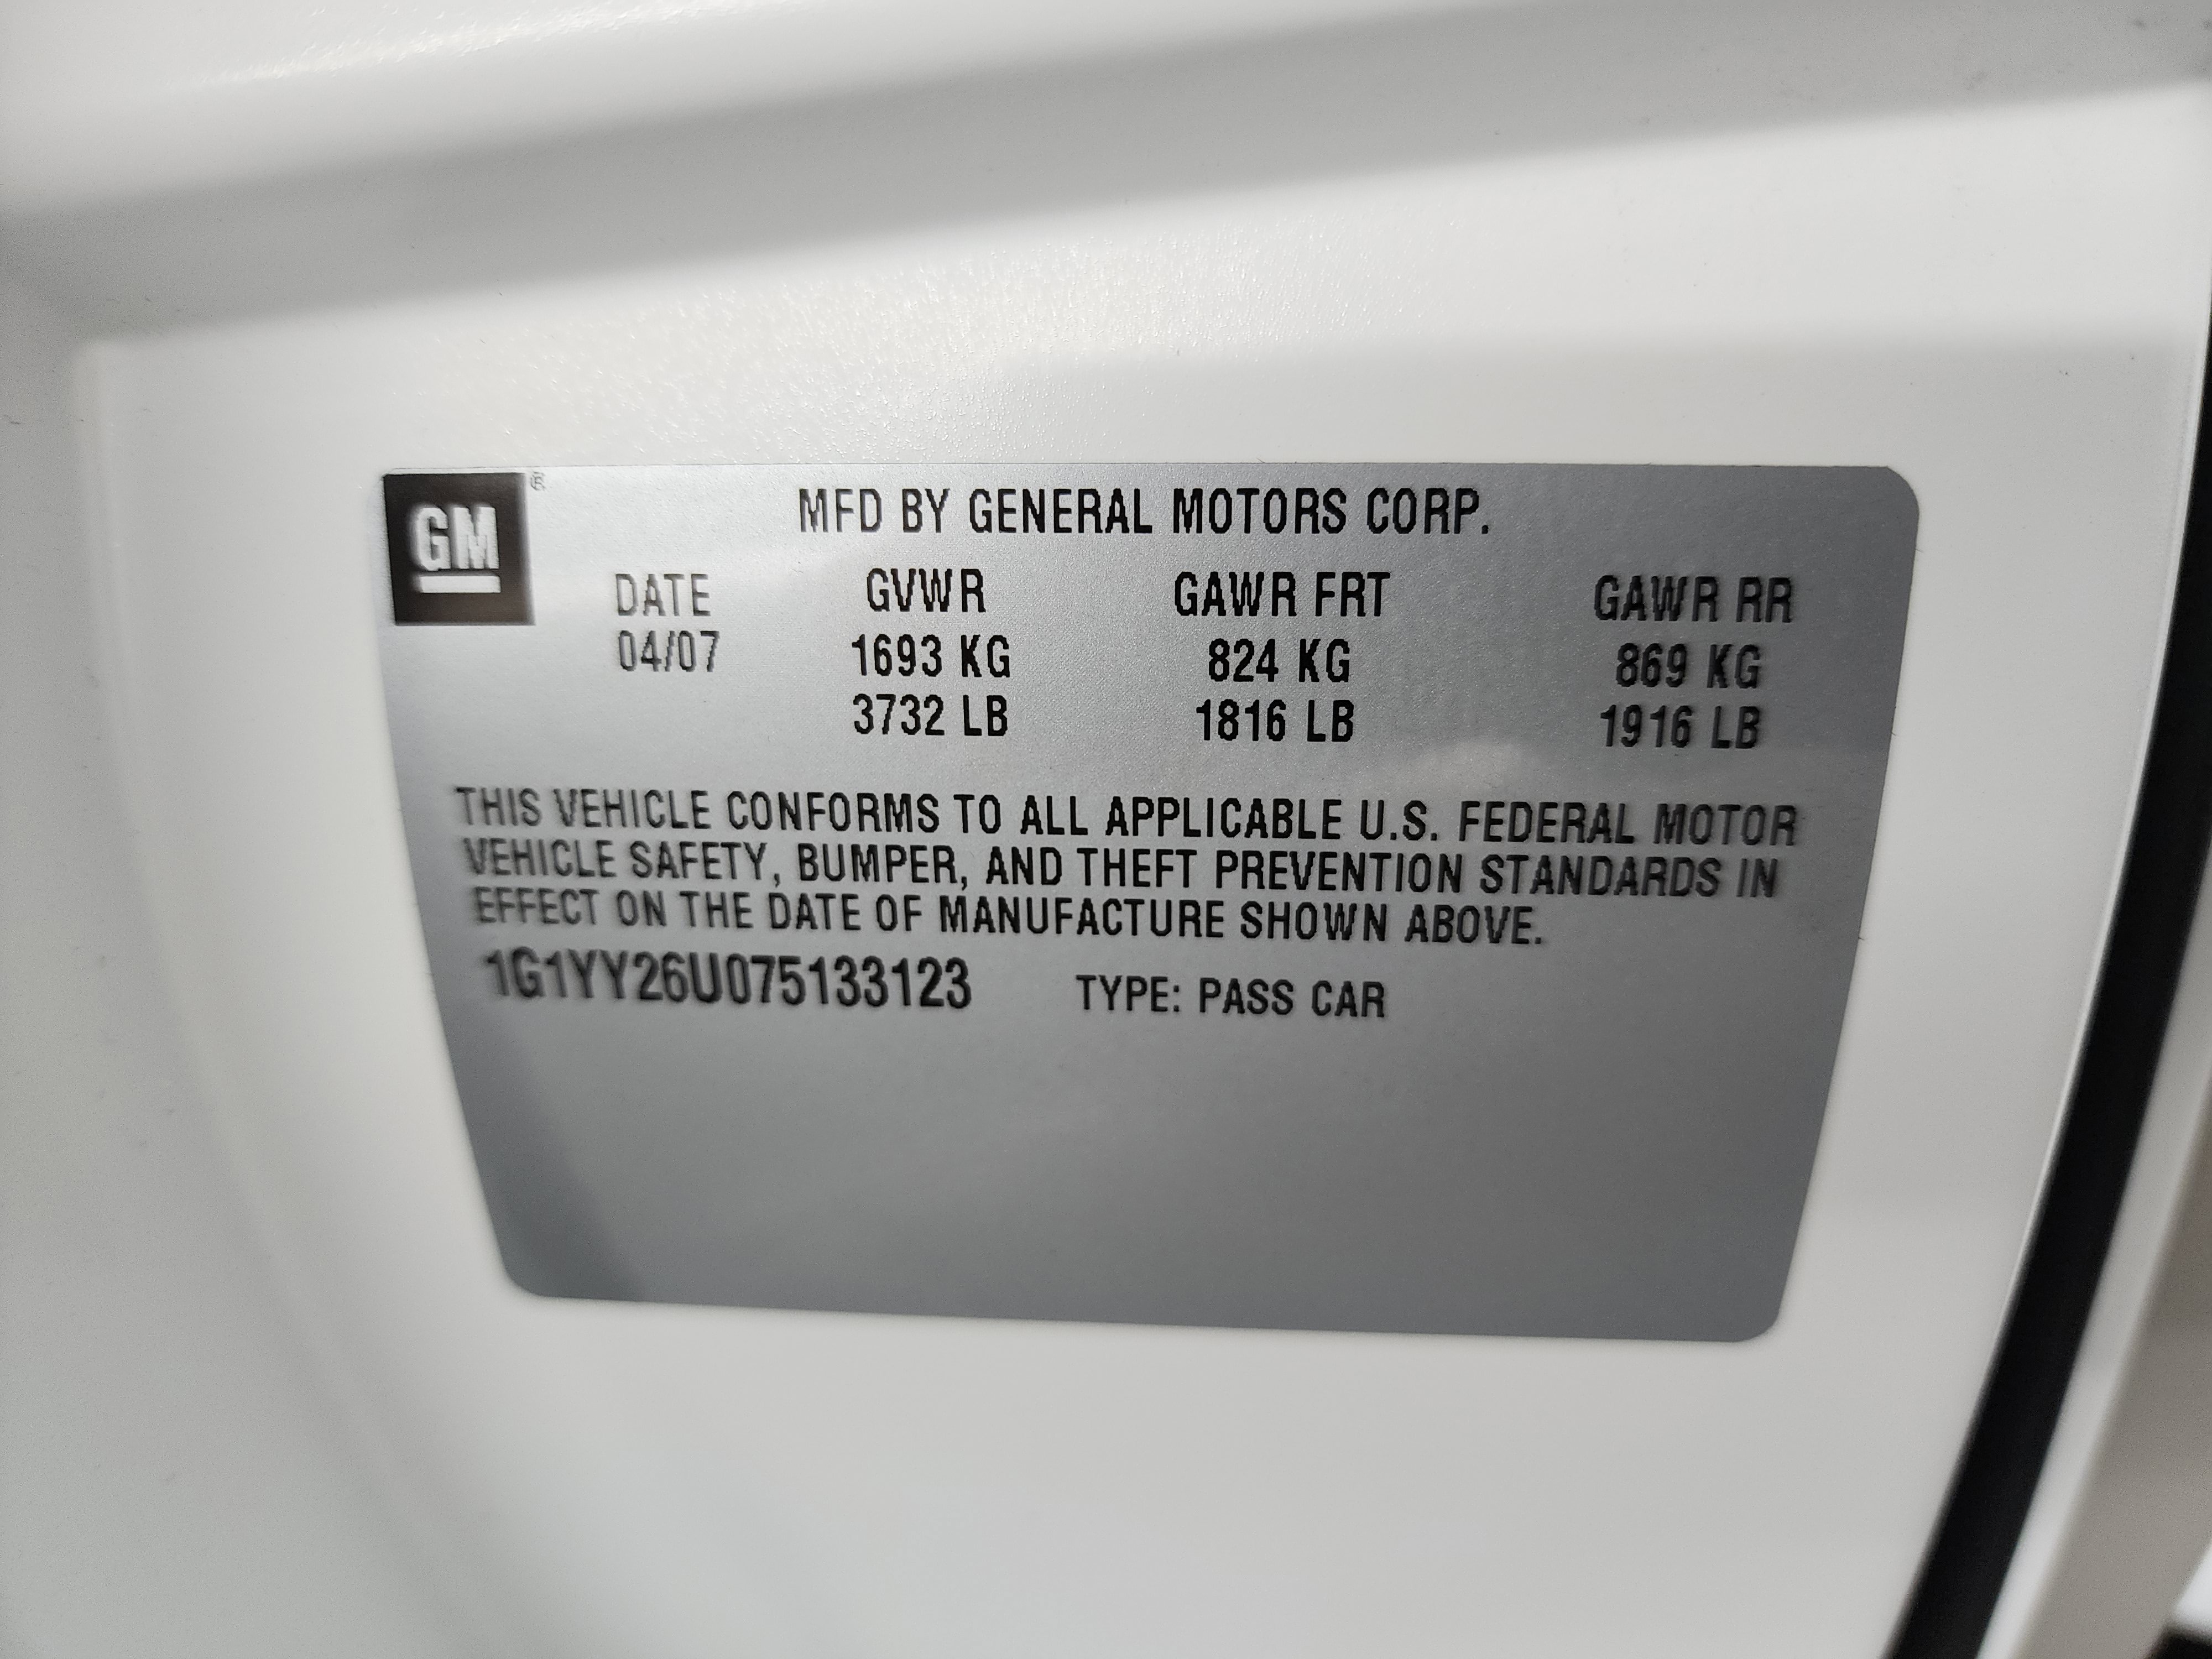 GM ®
MFD BY GENERAL MOTORS CORP.
DATE GVWR GAWR FRT GAWR RR
04/07 1693 KG 824 KG 869 KG
3732 LB 1816 LB 1916 LB
THIS VEHICLE CONFORMS TO ALL APPLICABLE U.S. FEDERAL MOTOR
VEHICLE SAFETY, BUMPER, AND THEFT PREVENTION STANDARDS IN
EFFECT ON THE DATE OF MANUFACTURE SHOWN ABOVE.
1G1YY26U075133123 TYPE: PASS CAR